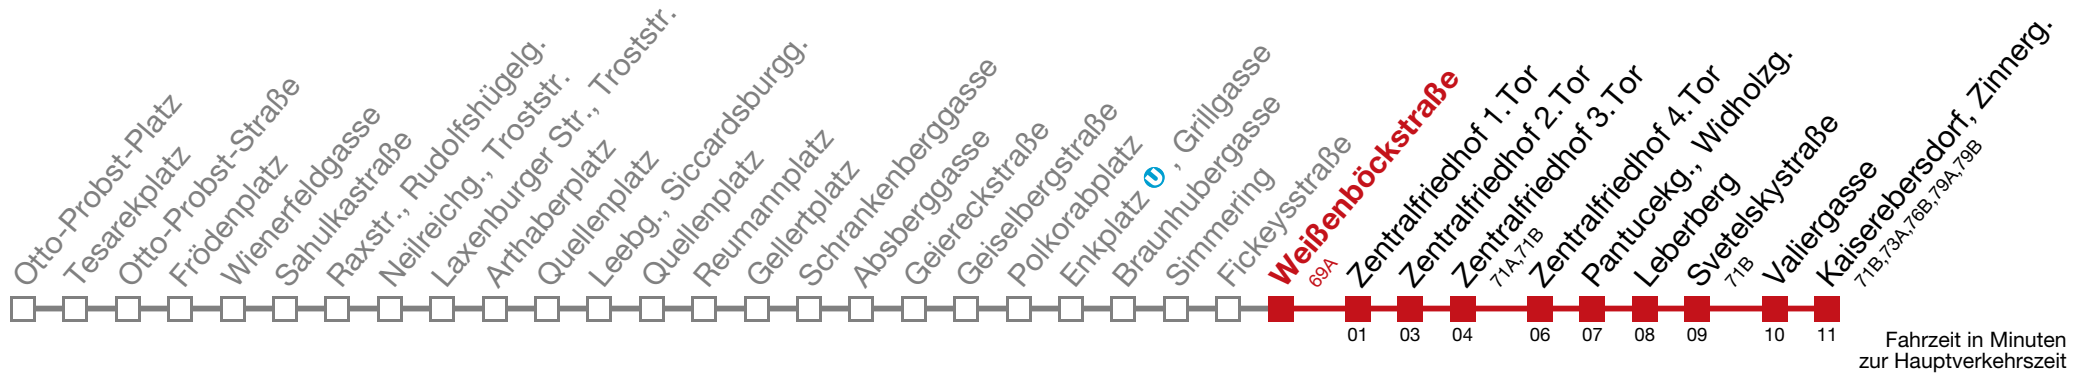 Otto-Probst-Platz
Tesarekplatz
Otto-Probst-Straße
Frödenplatz
Wienerfeldgasse
Sahulkastraße
Raxstr., Rudolfshügelg.
Neilreichg., Troststr.
Laxenburger Str., Troststr.
Arthaberplatz
Quellenplatz
Leebg., Siccardsburgg.
Quellenplatz
Reumannplatz
Gellertplatz
Schrankenberggasse
Absberggasse
Geiereckstraße
Geiselbergstraße
Polkorabplatz
Enkplatz U, Grillgasse
Braunhubergasse
Simmering
Fickeysstraße
Weißenböckstraße
69A
Zentralfriedhof 1.Tor
Zentralfriedhof 2.Tor
Zentralfriedhof 3.Tor
71A,71B
Zentralfriedhof 4.Tor
Pantucekg., Widholzg.
Leberberg
Svetelskystraße
71B
Valiergasse
Kaiserebersdorf, Zinnerg.
71B,73A,76B,79A,79B
01 03 04 06 07 08 09 10 11
Fahrzeit in Minuten
zur Hauptverkehrszeit